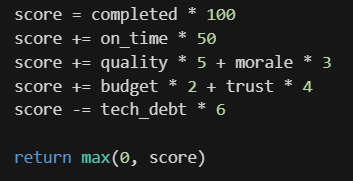 score = completed * 100
score += on_time * 50
score += quality * 5 + morale * 3
score += budget * 2 + trust * 4
score -= tech_debt * 6

return max(0, score)